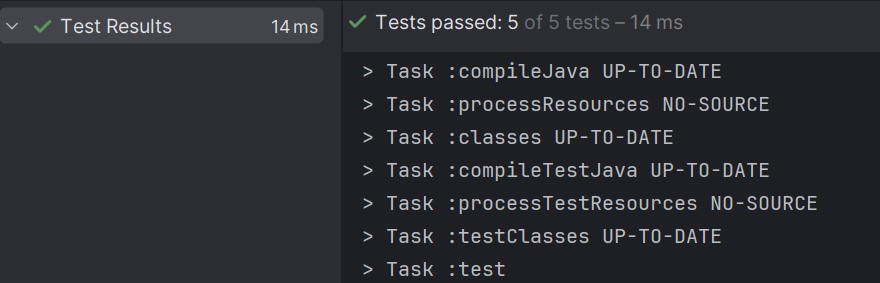 Test Results 14 ms
Tests passed: 5 of 5 tests – 14 ms
> Task :compileJava UP-TO-DATE
> Task :processResources NO-SOURCE
> Task :classes UP-TO-DATE
> Task :compileTestJava UP-TO-DATE
> Task :processTestResources NO-SOURCE
> Task :testClasses UP-TO-DATE
> Task :test